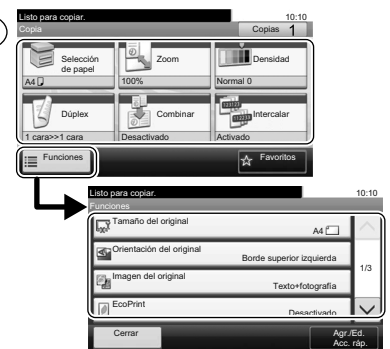 Listo para copiar. 10:10
Copia Copias 1
Selección
de papel
A4
Zoom
100%
Densidad
Normal 0
Dúplex
1 cara>>1 cara
Combinar
Desactivado
Intercalar
Activado
Funciones Favoritos
Listo para copiar. 10:10
Funciones
Tamaño del original
A4
Orientación del original
Borde superior izquierda
Imagen del original
Texto+fotografía
1/3
EcoPrint
Desactivado
Cerrar
Agr./Ed.
Acc. ráp.